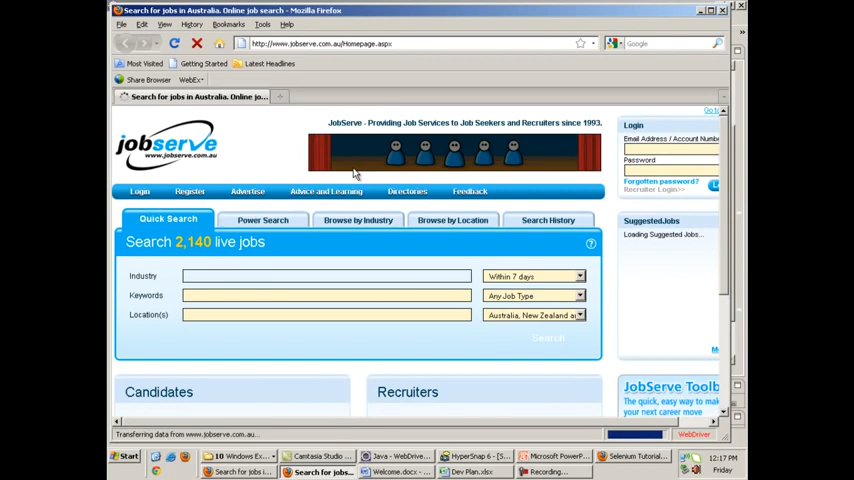 Search for jobs in Australia. Online job search - Mozilla Firefox
File Edit View History Bookmarks Tools Help
http://www.jobserve.com.au/Homepage.aspx
Google
Most Visited Getting Started Latest Headlines
Share Browser WebEx
Search for jobs in Australia. Online jo...
Go to
JobServe - Providing Job Services to Job Seekers and Recruiters since 1993.
jobserve
www.jobserve.com.au
Login Register Advertise Advice and Learning Directories Feedback
Login
Email Address / Account Numbe
Password
Forgotten password?
Recruiter Login>>
Quick Search Power Search Browse by Industry Browse by Location Search History
Search 2,140 live jobs
Industry Within 7 days
Keywords Any Job Type
Location(s) Australia, New Zealand a
Search
SuggestedJobs
Loading Suggested Jobs...
Candidates Recruiters
JobServe Toolb
The quick, easy way to mak
your next career move
Transferring data from www.jobserve.com.au...
WebDriver
Start 10 Windows Ex... Camtasia Studio ... Java - WebDrive... HyperSnap 6 - [S... Microsoft PowerP... Selenium Tutorial...
12:17 PM
Search for jobs i... Search for jobs... Welcome.docx - ... Dev Plan.xlsx Recording...
Friday